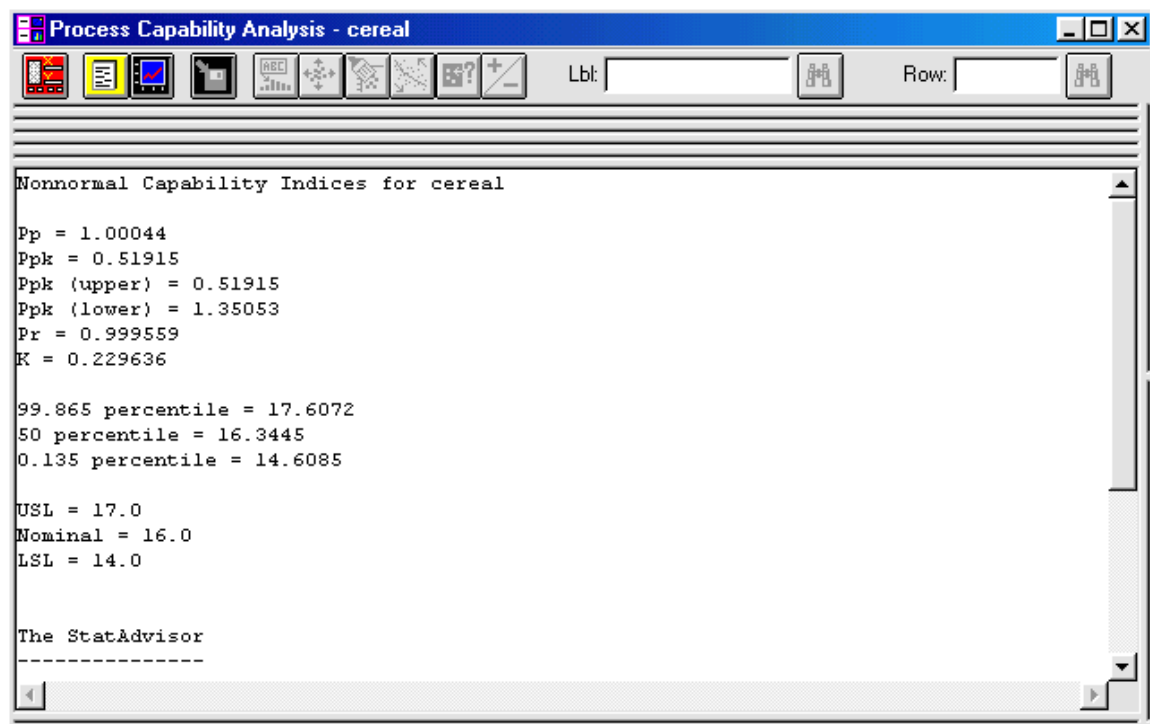 Process Capability Analysis - cereal
ABC
Lbl:
Row:
Nonnormal Capability Indices for cereal
Pp = 1.00044
Ppk = 0.51915
Ppk (upper) = 0.51915
Ppk (lower) = 1.35053
Pr = 0.999559
K = 0.229636
99.865 percentile = 17.6072
50 percentile = 16.3445
0.135 percentile = 14.6085
USL = 17.0
Nominal = 16.0
LSL = 14.0
The StatAdvisor
---------------